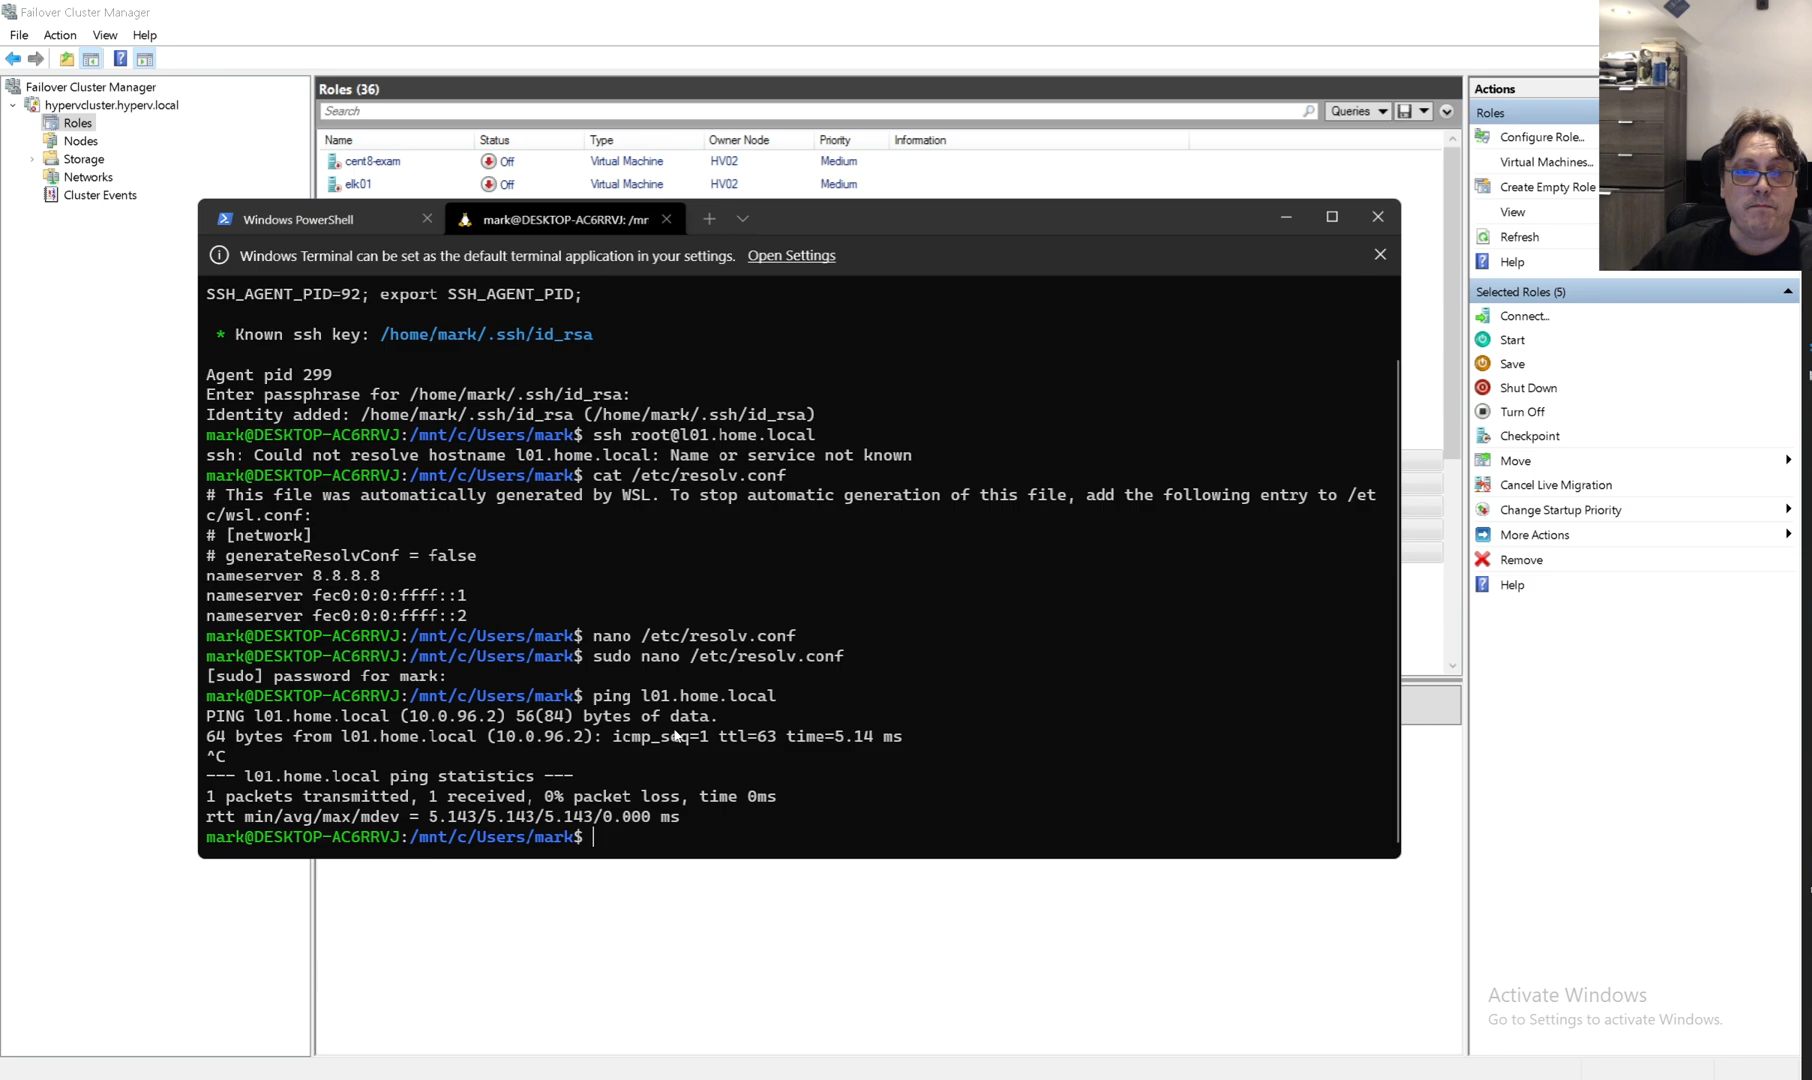 Failover Cluster Manager
File Action View Help
Failover Cluster Manager
hypervcluster.hyperv.local
Roles
Nodes
Storage
Networks
Cluster Events
Roles (36)
Search
Queries
Name Status Type Owner Node Priority Information
cent8-exam Off Virtual Machine HV02 Medium
elk01 Off Virtual Machine HV02 Medium
Windows PowerShell
mark@DESKTOP-AC6RRVJ: /mr
Windows Terminal can be set as the default terminal application in your settings. Open Settings
SSH_AGENT_PID=92; export SSH_AGENT_PID;
* Known ssh key: /home/mark/.ssh/id_rsa
Agent pid 299
Enter passphrase for /home/mark/.ssh/id_rsa:
Identity added: /home/mark/.ssh/id_rsa (/home/mark/.ssh/id_rsa)
mark@DESKTOP-AC6RRVJ:/mnt/c/Users/mark$ ssh root@l01.home.local
ssh: Could not resolve hostname l01.home.local: Name or service not known
mark@DESKTOP-AC6RRVJ:/mnt/c/Users/mark$ cat /etc/resolv.conf
# This file was automatically generated by WSL. To stop automatic generation of this file, add the following entry to /et
c/wsl.conf:
# [network]
# generateResolvConf = false
nameserver 8.8.8.8
nameserver fec0:0:0:ffff::1
nameserver fec0:0:0:ffff::2
mark@DESKTOP-AC6RRVJ:/mnt/c/Users/mark$ nano /etc/resolv.conf
mark@DESKTOP-AC6RRVJ:/mnt/c/Users/mark$ sudo nano /etc/resolv.conf
[sudo] password for mark:
mark@DESKTOP-AC6RRVJ:/mnt/c/Users/mark$ ping l01.home.local
PING l01.home.local (10.0.96.2) 56(84) bytes of data.
64 bytes from l01.home.local (10.0.96.2): icmp_seq=1 ttl=63 time=5.14 ms
^C
--- l01.home.local ping statistics ---
1 packets transmitted, 1 received, 0% packet loss, time 0ms
rtt min/avg/max/mdev = 5.143/5.143/5.143/0.000 ms
mark@DESKTOP-AC6RRVJ:/mnt/c/Users/mark$
Actions
Roles
Configure Role...
Virtual Machines...
Create Empty Role
View
Refresh
Help
Selected Roles (5)
Connect...
Start
Save
Shut Down
Turn Off
Checkpoint
Move
Cancel Live Migration
Change Startup Priority
More Actions
Remove
Help
Activate Windows
Go to Settings to activate Windows.